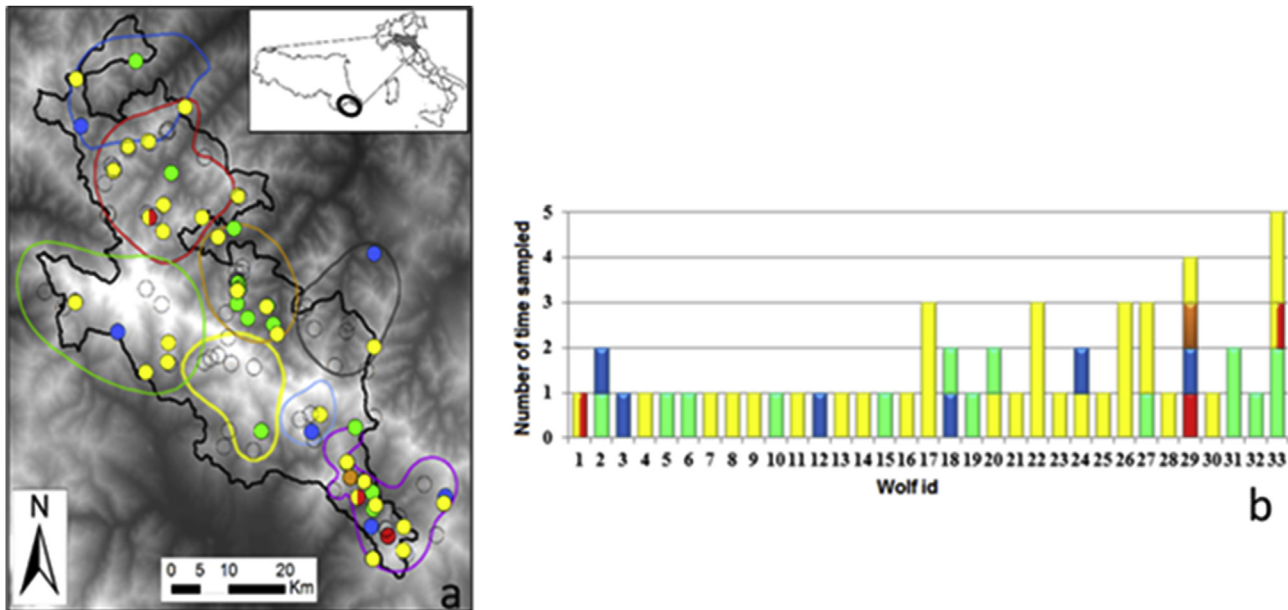 N
0 5 10 20
Km
a
Number of time sampled
5
4
3
2
1
0
1 2 3 4 5 6 7 8 9 10 11 12 13 14 15 16 17 18 19 20 21 22 23 24 25 26 27 28 29 30 31 32 33
Wolf id
b